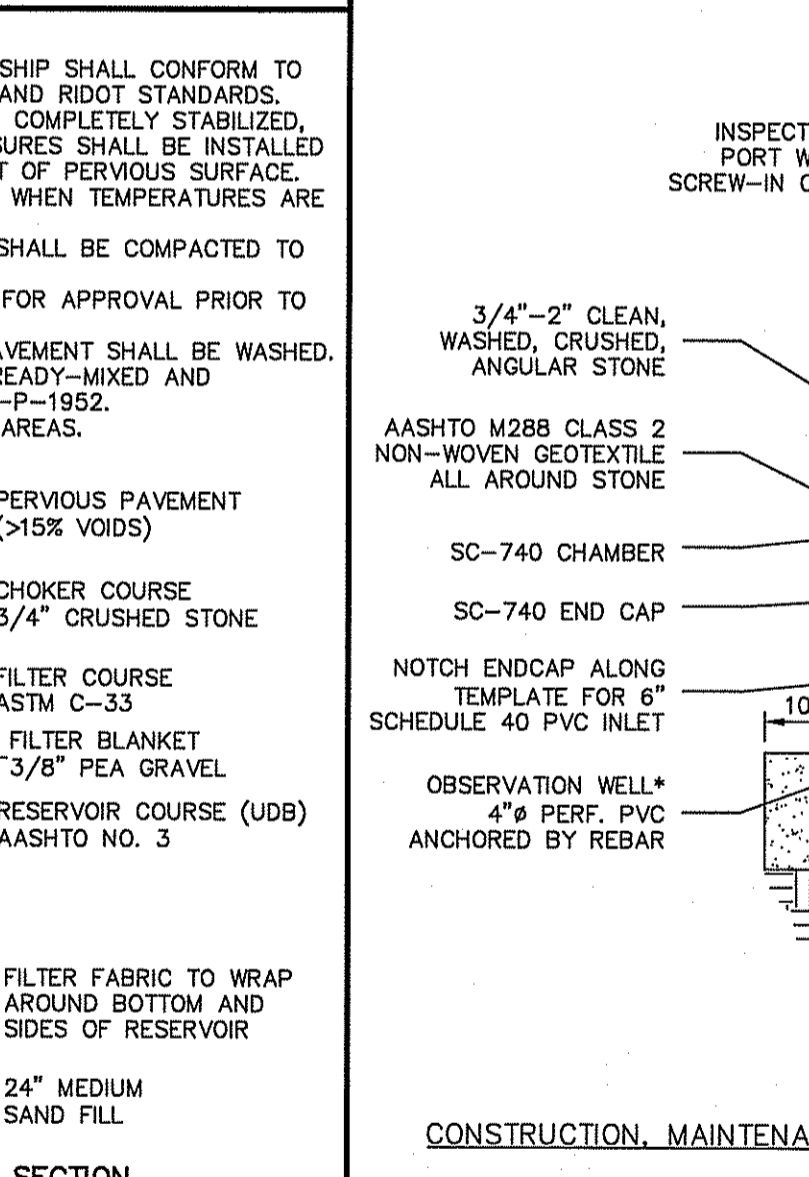 SHIP SHALL CONFORM TO
AND RIDOT STANDARDS.
COMPLETELY STABILIZED,
SURES SHALL BE INSTALLED
T OF PERVIOUS SURFACE.
WHEN TEMPERATURES ARE
SHALL BE COMPACTED TO
FOR APPROVAL PRIOR TO
AVEMENT SHALL BE WASHED.
READY-MIXED AND
-P-1952.
AREAS.
PERVIOUS PAVEMENT
(>15% VOIDS)
CHOKER COURSE
3/4" CRUSHED STONE
FILTER COURSE
ASTM C-33
FILTER BLANKET
3/8" PEA GRAVEL
RESERVOIR COURSE (UDB)
AASHTO NO. 3
FILTER FABRIC TO WRAP
AROUND BOTTOM AND
SIDES OF RESERVOIR
24" MEDIUM
SAND FILL
SECTION
INSPECT
PORT W
SCREW-IN C
3/4"-2" CLEAN,
WASHED, CRUSHED,
ANGULAR STONE
AASHTO M288 CLASS 2
NON-WOVEN GEOTEXTILE
ALL AROUND STONE
SC-740 CHAMBER
SC-740 END CAP
NOTCH ENDCAP ALONG
TEMPLATE FOR 6"
SCHEDULE 40 PVC INLET
10
OBSERVATION WELL*
4"ø PERF. PVC
ANCHORED BY REBAR
CONSTRUCTION, MAINTENA